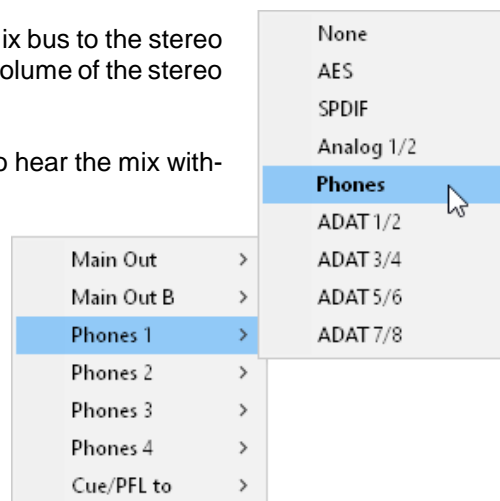 ix bus to the stereo
olume of the stereo
o hear the mix with-
None
AES
SPDIF
Analog 1/2
Phones
ADAT 1/2
ADAT 3/4
ADAT 5/6
ADAT 7/8
Main Out
Main Out B
Phones 1
Phones 2
Phones 3
Phones 4
Cue/PFL to